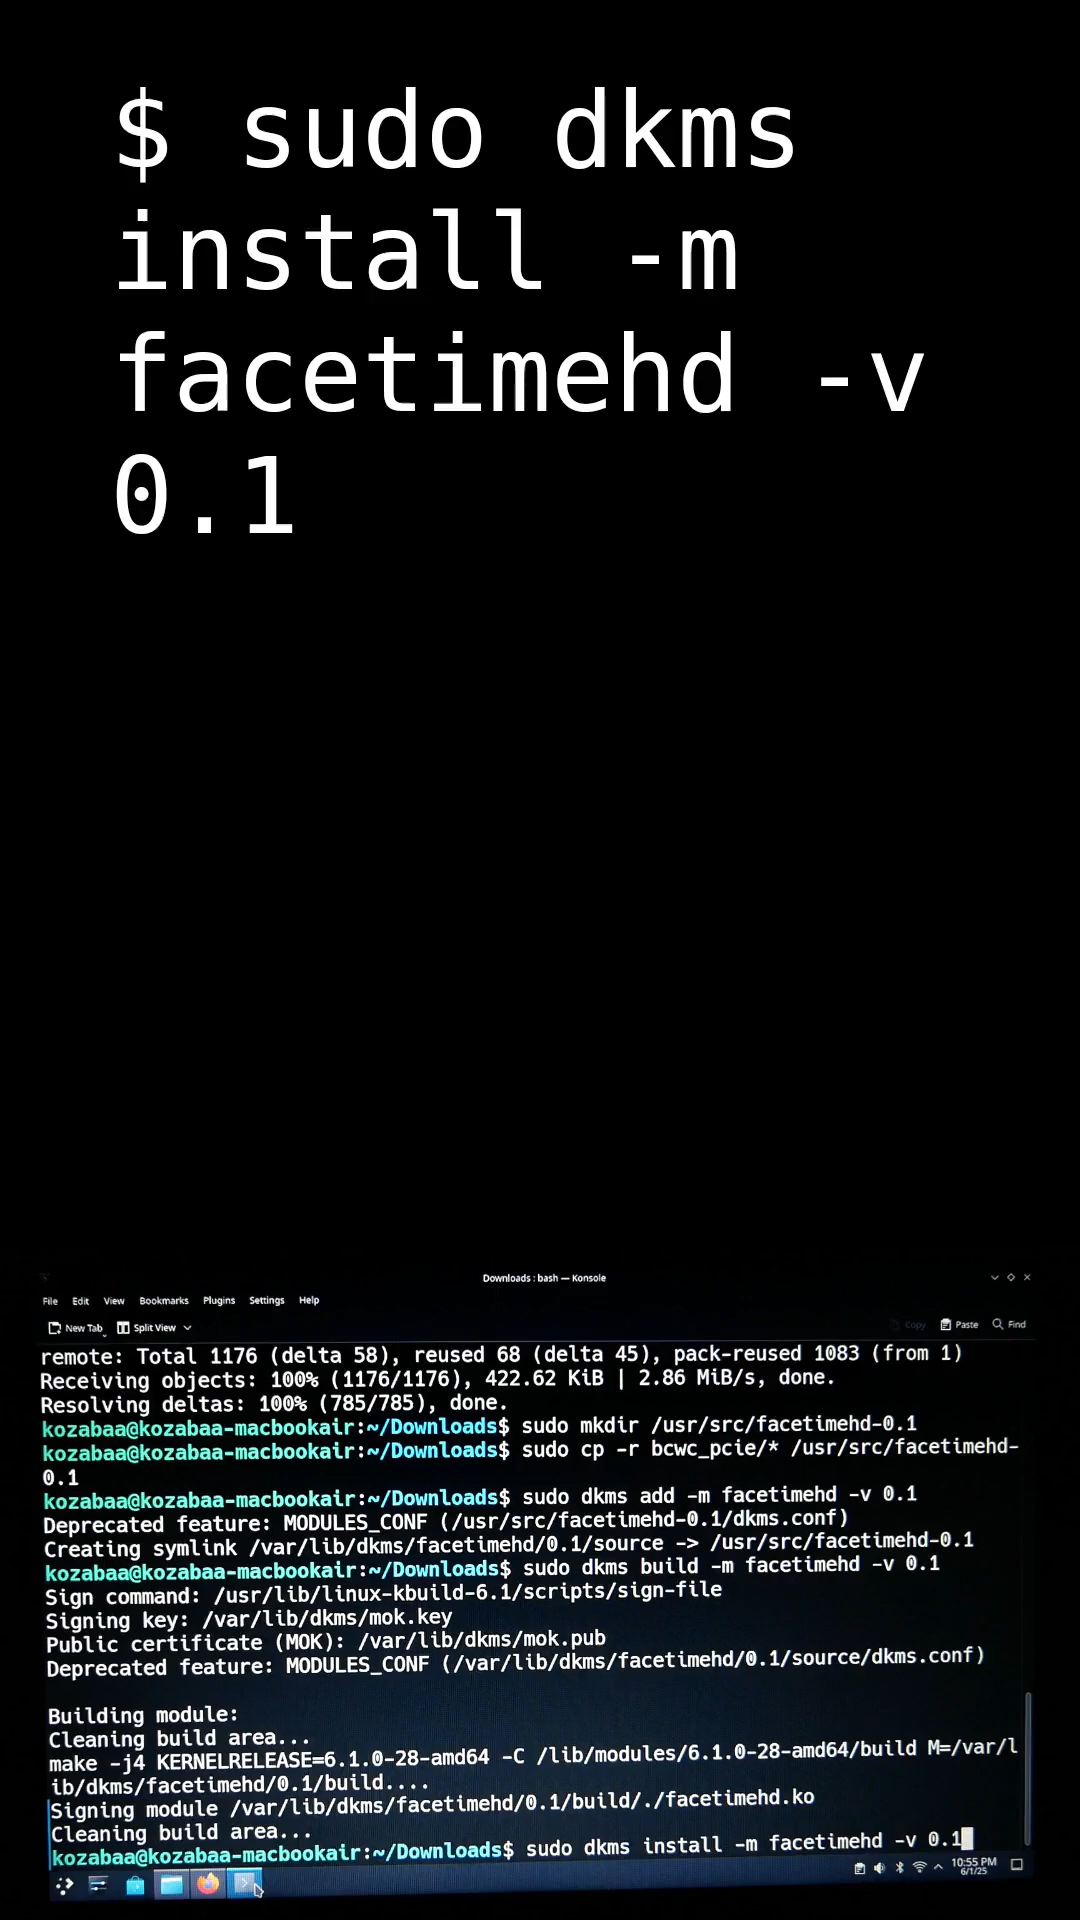 $ sudo dkms
install -m
facetimehd -v
0.1
Downloads : bash — Konsole
File Edit View Bookmarks Plugins Settings Help
New Tab Split View Copy Paste Find
remote: Total 1176 (delta 58), reused 68 (delta 45), pack-reused 1083 (from 1)
Receiving objects: 100% (1176/1176), 422.62 KiB | 2.86 MiB/s, done.
Resolving deltas: 100% (785/785), done.
kozabaa@kozabaa-macbookair:~/Downloads$ sudo mkdir /usr/src/facetimehd-0.1
kozabaa@kozabaa-macbookair:~/Downloads$ sudo cp -r bcwc_pcie/* /usr/src/facetimehd-
0.1
kozabaa@kozabaa-macbookair:~/Downloads$ sudo dkms add -m facetimehd -v 0.1
Deprecated feature: MODULES_CONF (/usr/src/facetimehd-0.1/dkms.conf)
Creating symlink /var/lib/dkms/facetimehd/0.1/source -> /usr/src/facetimehd-0.1
kozabaa@kozabaa-macbookair:~/Downloads$ sudo dkms build -m facetimehd -v 0.1
Sign command: /usr/lib/linux-kbuild-6.1/scripts/sign-file
Signing key: /var/lib/dkms/mok.key
Public certificate (MOK): /var/lib/dkms/mok.pub
Deprecated feature: MODULES_CONF (/var/lib/dkms/facetimehd/0.1/source/dkms.conf)
Building module:
Cleaning build area...
make -j4 KERNELRELEASE=6.1.0-28-amd64 -C /lib/modules/6.1.0-28-amd64/build M=/var/l
ib/dkms/facetimehd/0.1/build....
Signing module /var/lib/dkms/facetimehd/0.1/build/./facetimehd.ko
Cleaning build area...
kozabaa@kozabaa-macbookair:~/Downloads$ sudo dkms install -m facetimehd -v 0.1
10:55 PM
6/1/25